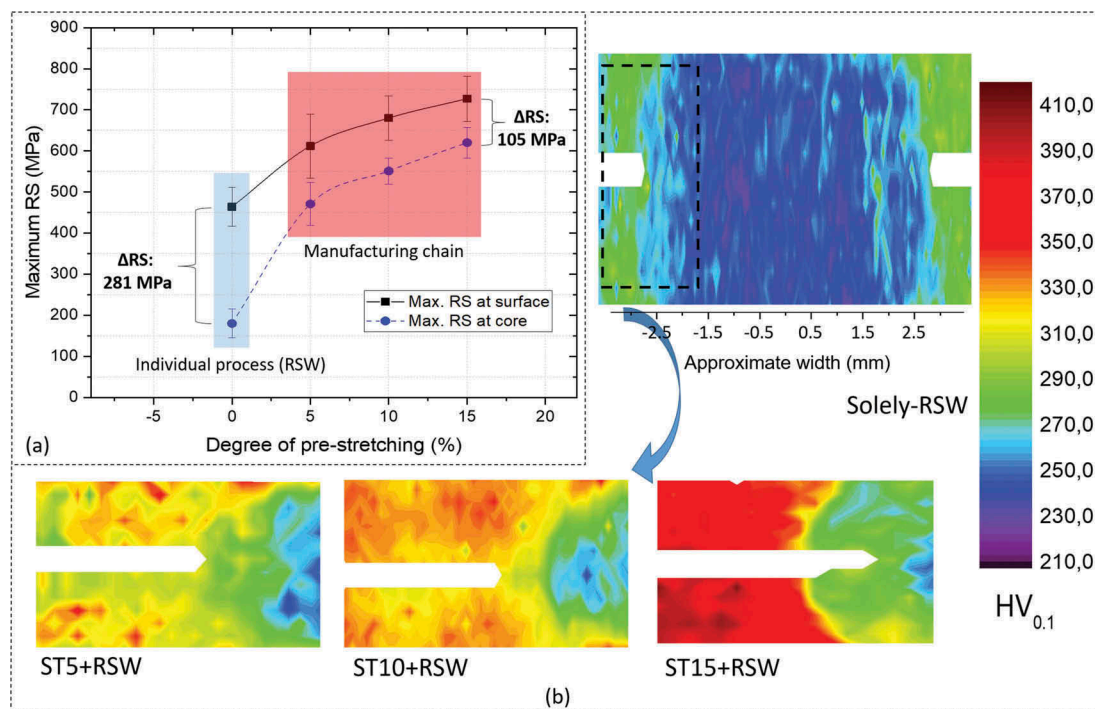 900
800
700
600
500
400
300
200
100
0
Maximum RS (MPa)
ΔRS:
281 MPa
ΔRS:
105 MPa
Manufacturing chain
Max. RS at surface
Max. RS at core
Individual process (RSW)
-5 0 5 10 15 20
(a)
Degree of pre-stretching (%)
-2.5 -1.5 -0.5 0.5 1.5 2.5
Approximate width (mm)
Solely-RSW
410,0
390,0
370,0
350,0
330,0
310,0
290,0
270,0
250,0
230,0
210,0
HV0.1
ST5+RSW
ST10+RSW
ST15+RSW
(b)